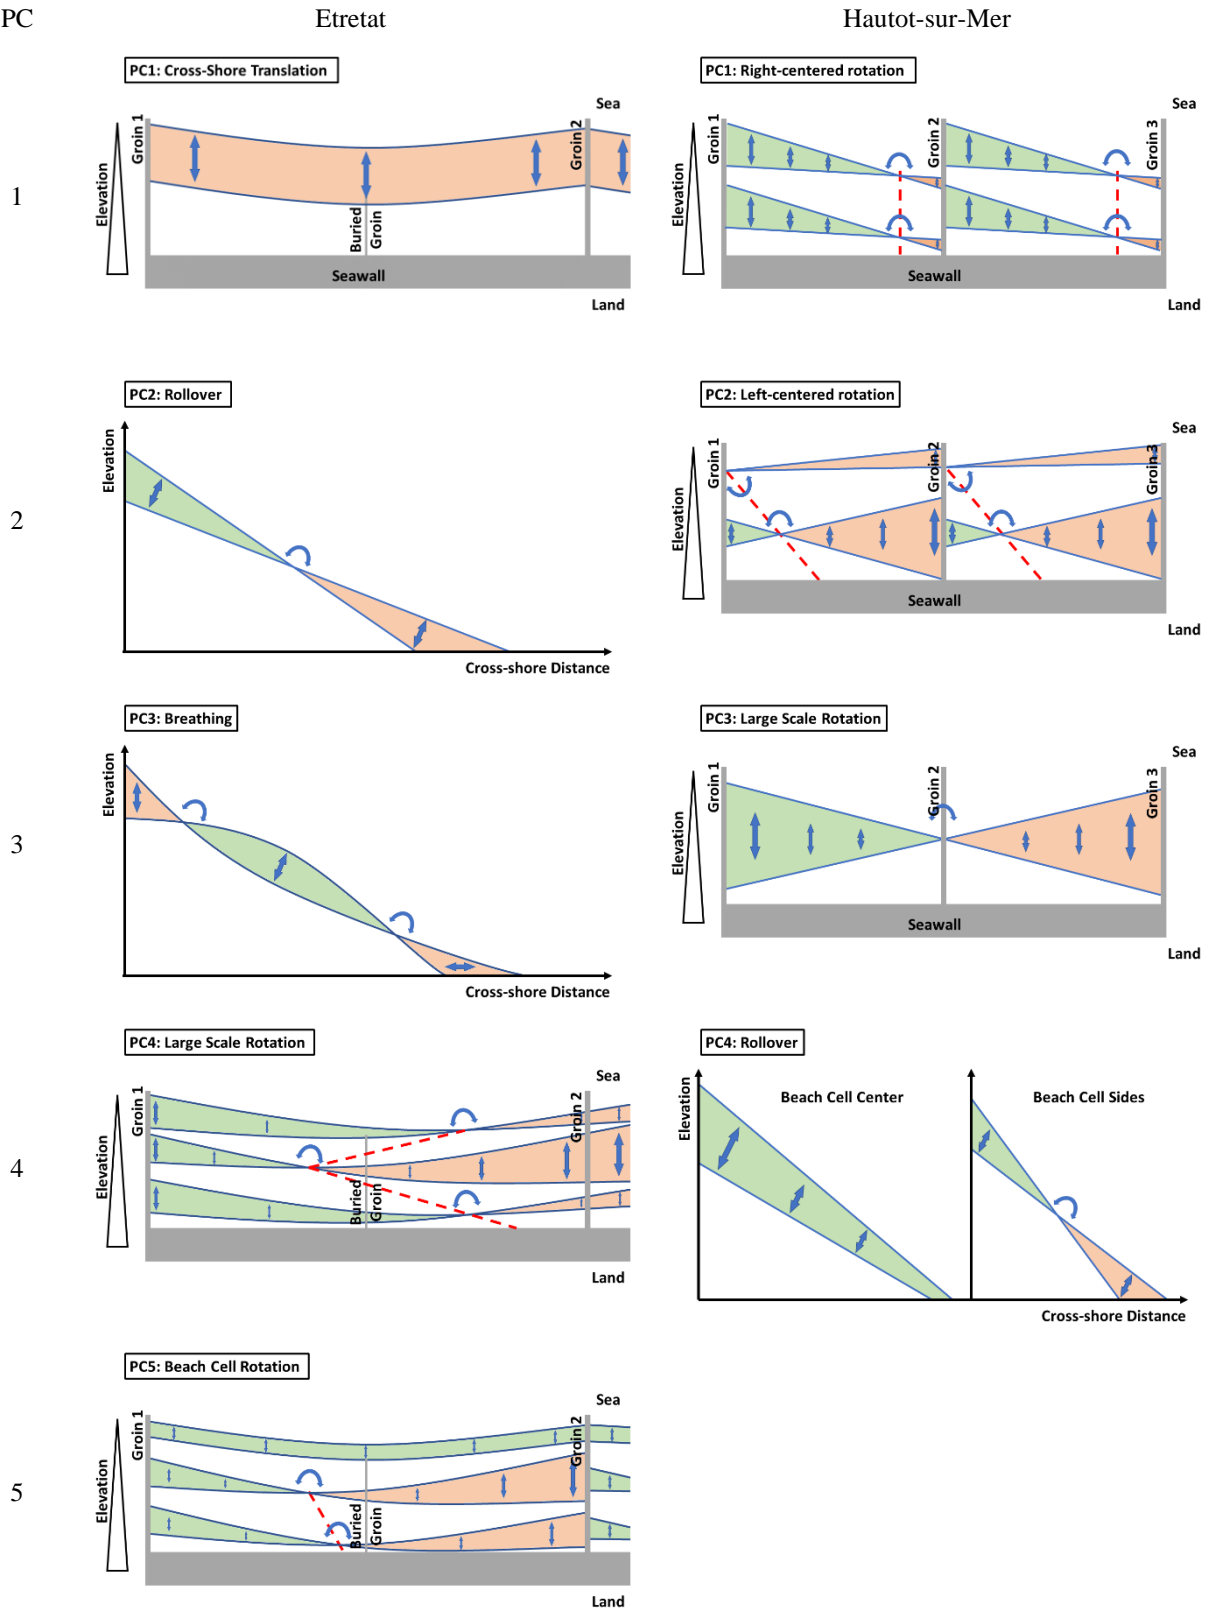 PC Etretat Hautot-sur-Mer
1
PC1: Cross-Shore Translation
Sea
Groin 1
Groin 2
Elevation
Buried
Groin
Seawall
Land
PC1: Right-centered rotation
Sea
Groin 1
Groin 2
Groin 3
Elevation
Seawall
Land
2
PC2: Rollover
Elevation
Cross-shore Distance
PC2: Left-centered rotation
Sea
Groin 1
Groin 2
Groin 3
Elevation
Seawall
Land
3
PC3: Breathing
Elevation
Cross-shore Distance
PC3: Large Scale Rotation
Sea
Groin 1
Groin 2
Groin 3
Elevation
Seawall
Land
4
PC4: Large Scale Rotation
Sea
Groin 1
Groin 2
Elevation
Buried
Groin
Land
PC4: Rollover
Elevation
Beach Cell Center
Beach Cell Sides
Cross-shore Distance
5
PC5: Beach Cell Rotation
Sea
Groin 1
Groin 2
Elevation
Buried
Groin
Land